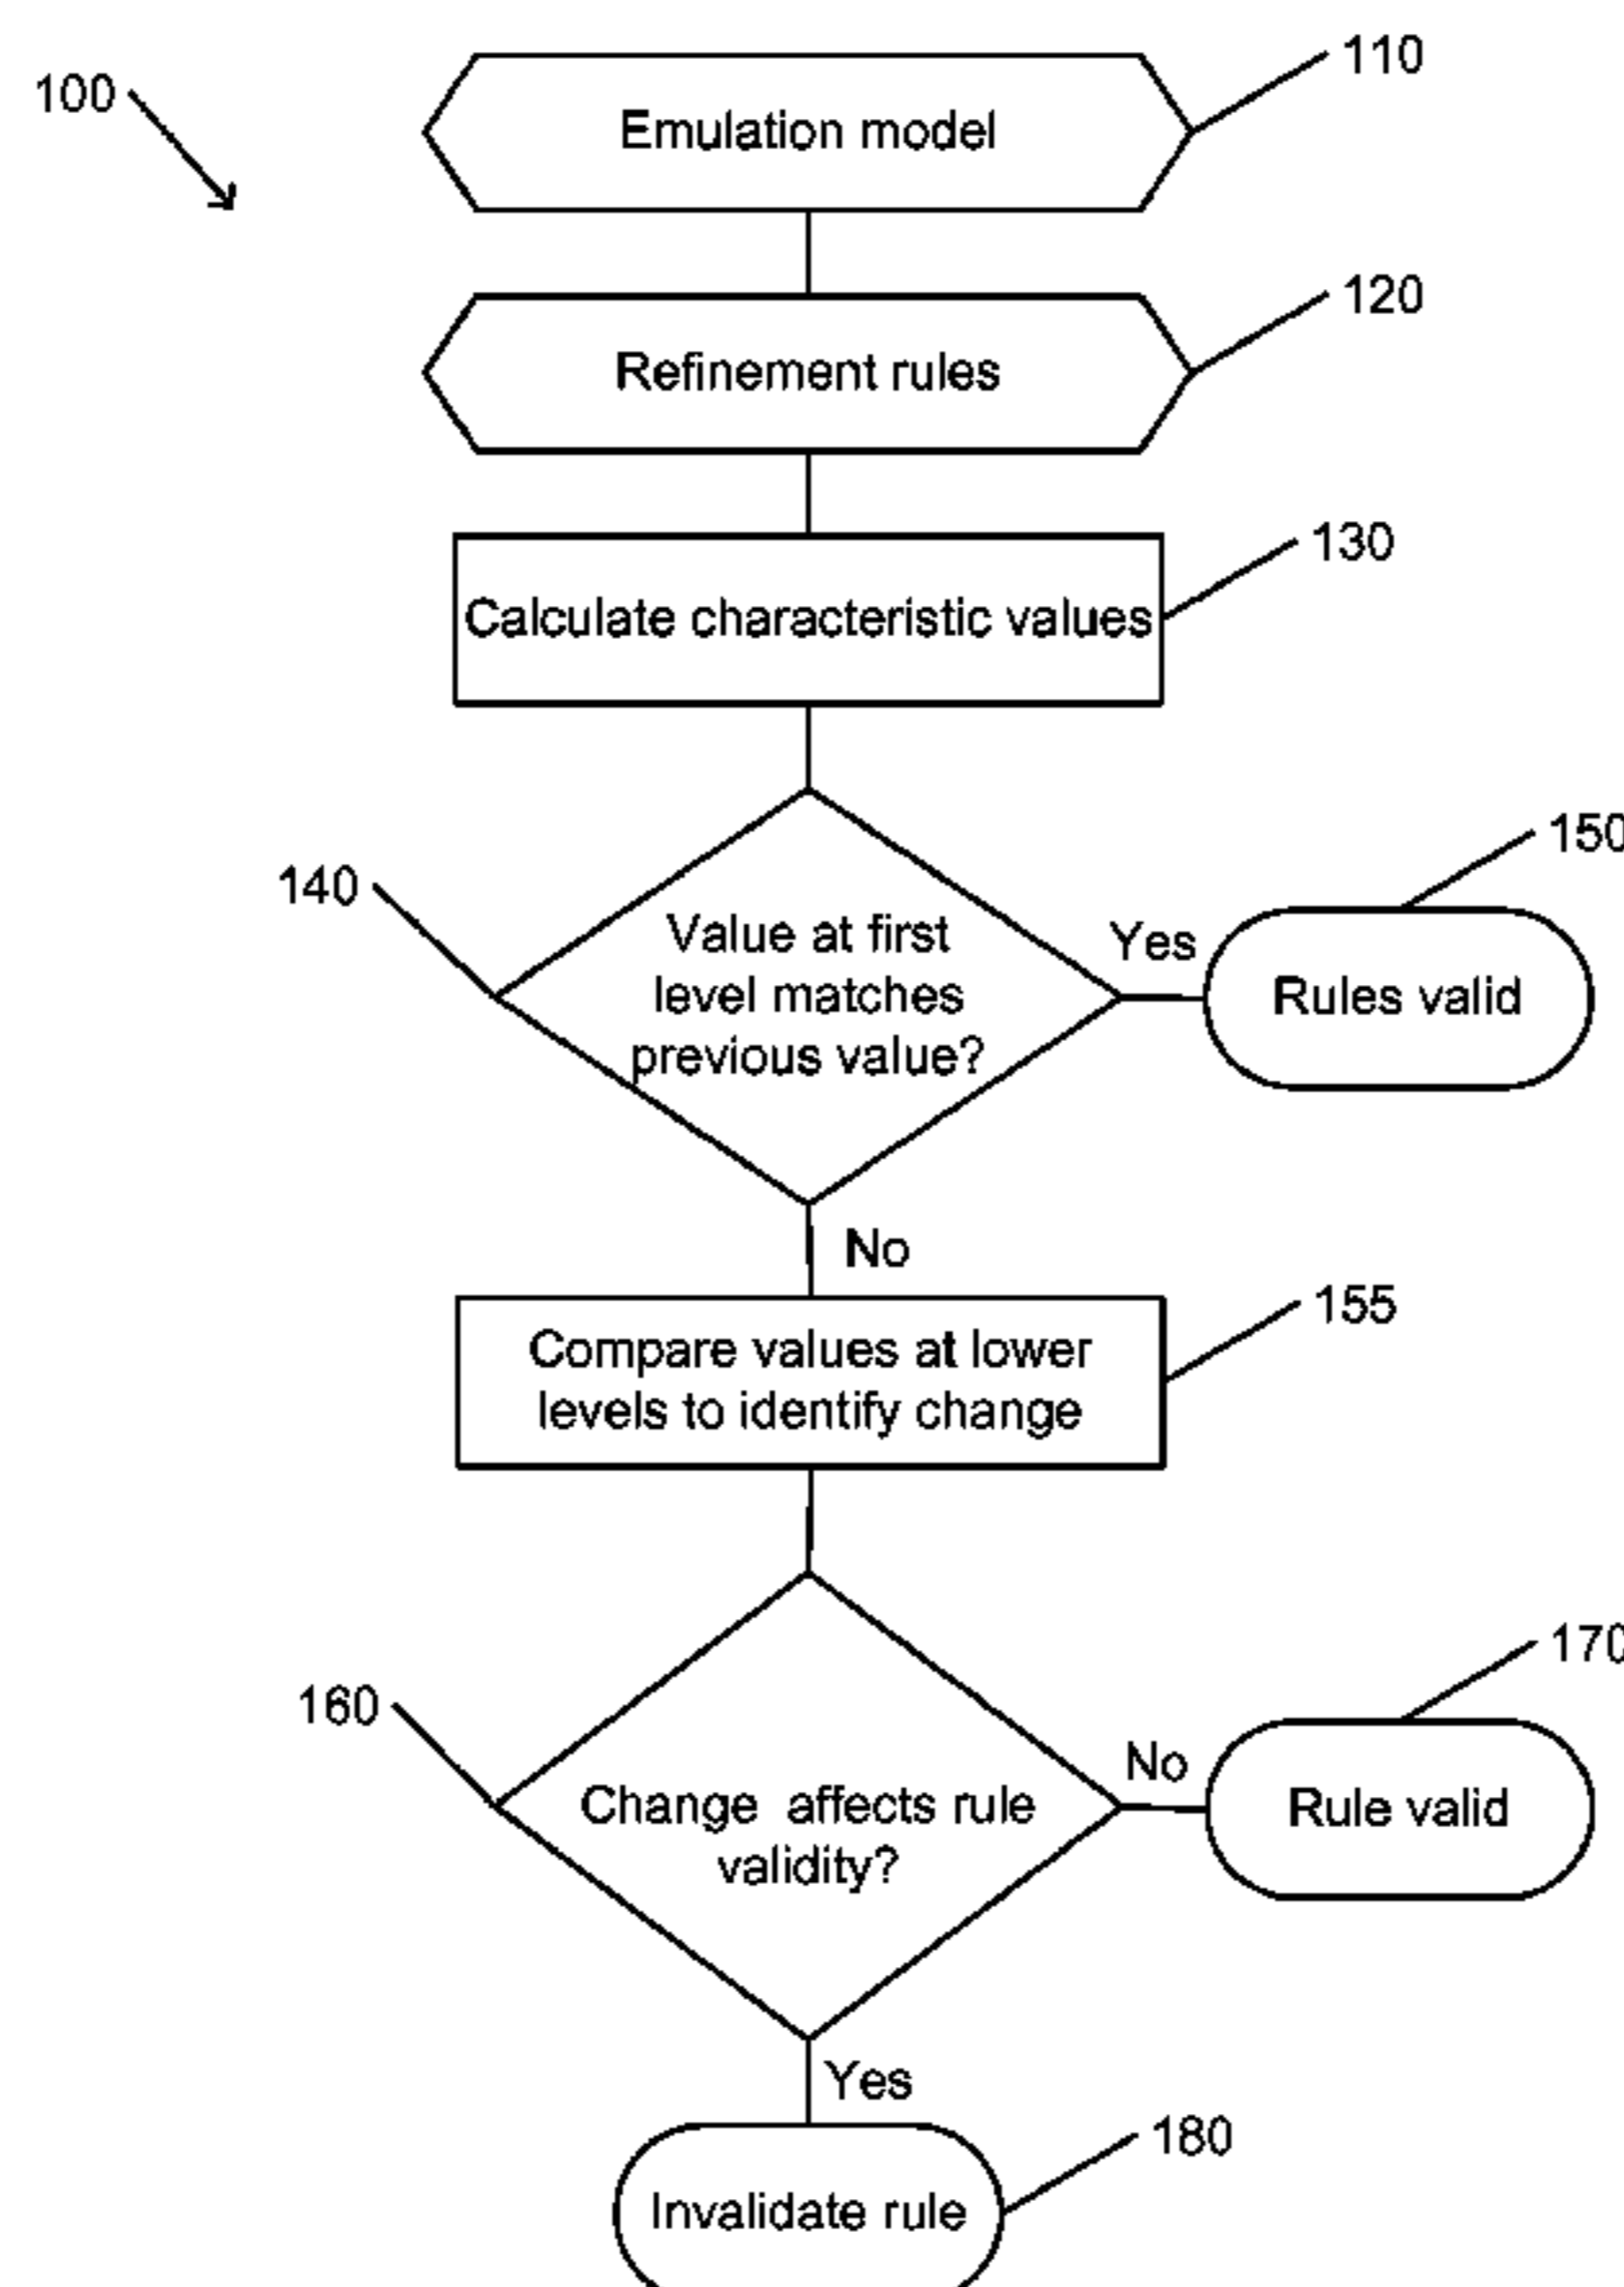 110
100
Emulation model
120
Refinement rules
130
Calculate characteristic values
150
140
Value at first
level matches
previous value?
Yes
Rules valid
No
155
Compare values at lower
levels to identify change
170
160
No
Change affects rule
validity?
Rule valid
Yes
180
Invalidate rule